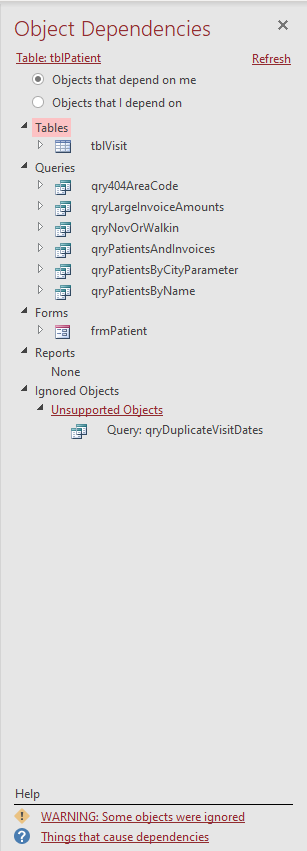 Object Dependencies
Table: tblPatient
Refresh
Objects that depend on me
Objects that I depend on
Tables
tblVisit
Queries
qry404AreaCode
qryLargeInvoiceAmounts
qryNovOrWalkin
qryPatientsAndInvoices
qryPatientsByCityParameter
qryPatientsByName
Forms
frmPatient
Reports
None
Ignored Objects
Unsupported Objects
Query: qryDuplicateVisitDates
Help
WARNING: Some objects were ignored
Things that cause dependencies